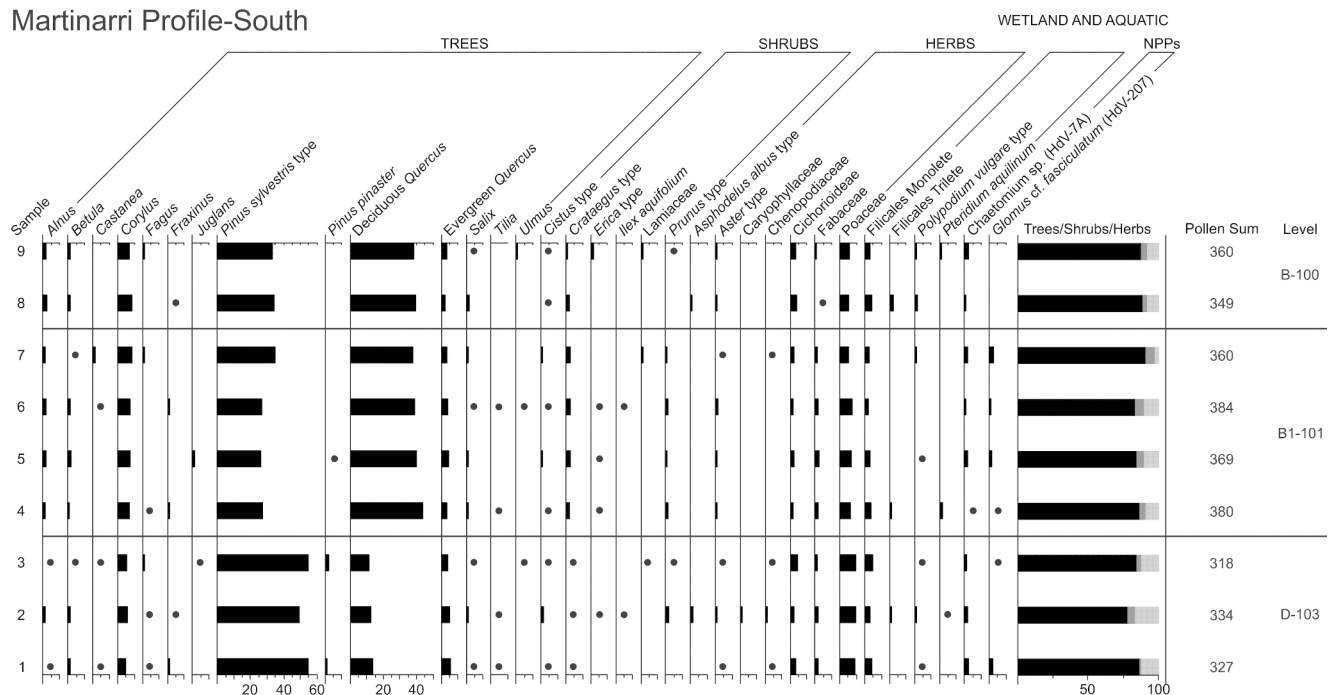 Martinarri Profile-South
WETLAND AND AQUATIC
TREES
SHRUBS
HERBS
NPPs
Sample
Alnus
Betula
Castanea
Corylus
Fagus
Fraxinus
Juglans
Pinus sylvestris type
Pinus pinaster
Deciduous Quercus
Evergreen Quercus
Salix
Tilia
Ulmus
Cistus type
Crataegus type
Erica type
Ilex aquifolium
Lamiaceae
Prunus type
Asphodelus albus type
Aster type
Caryophyllaceae
Chenopodiaceae
Cichorioideae
Fabaceae
Poaceae
Filicales Monolete
Filicales Trilete
Polypodium vulgare type
Pteridium aquilinum
Chaetomium sp. (HdV-7A)
Glomus cf. fasciculatum (HdV-207)
Trees/Shrubs/Herbs
Pollen Sum
Level
9
360
B-100
8
349
7
360
6
384
B1-101
5
369
4
380
3
318
2
334
D-103
1
327
20 40 60
20 40
50 100